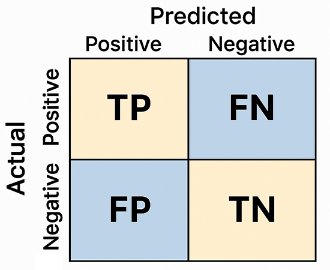 Predicted
Positive Negative
Actual
Positive
TP FN
Negative
FP TN